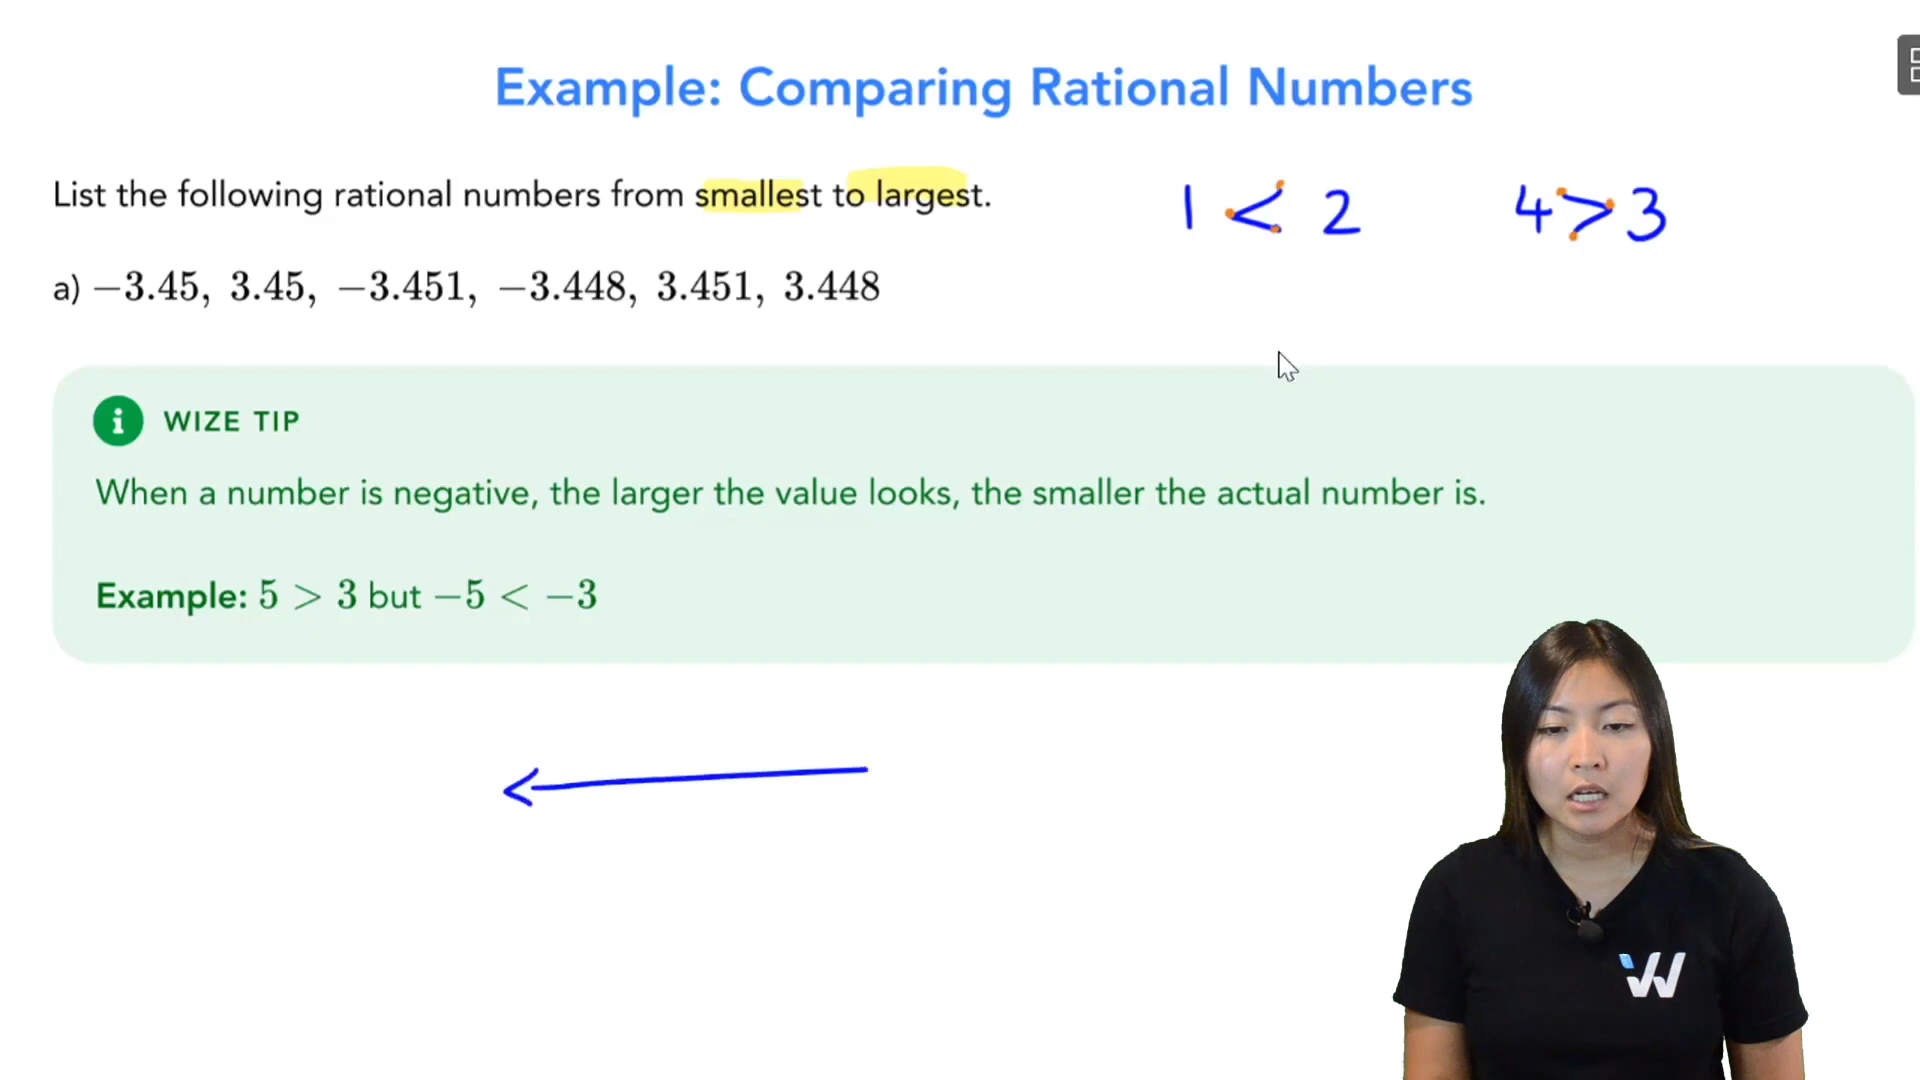 Example: Comparing Rational Numbers
List the following rational numbers from smallest to largest.
1 < 2
4 > 3
a) −3.45, 3.45, −3.451, −3.448, 3.451, 3.448
i WIZE TIP
When a number is negative, the larger the value looks, the smaller the actual number is.
Example: 5 > 3 but −5 < −3
W